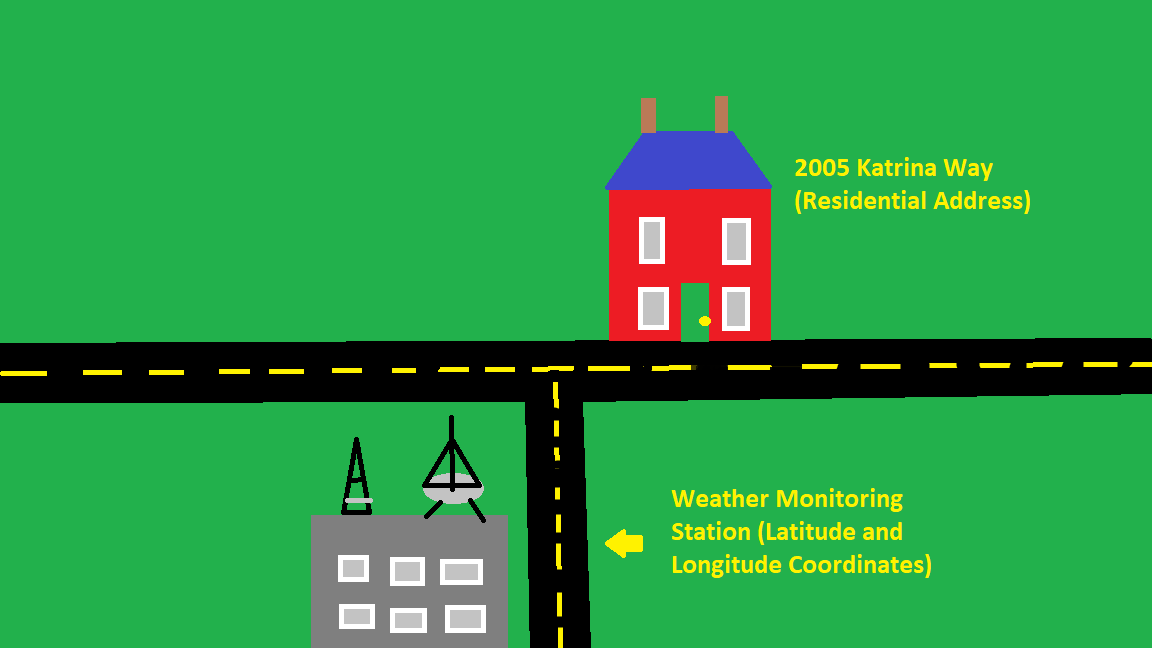 2005 Katrina Way
(Residential Address)
Weather Monitoring
Station (Latitude and
Longitude Coordinates)